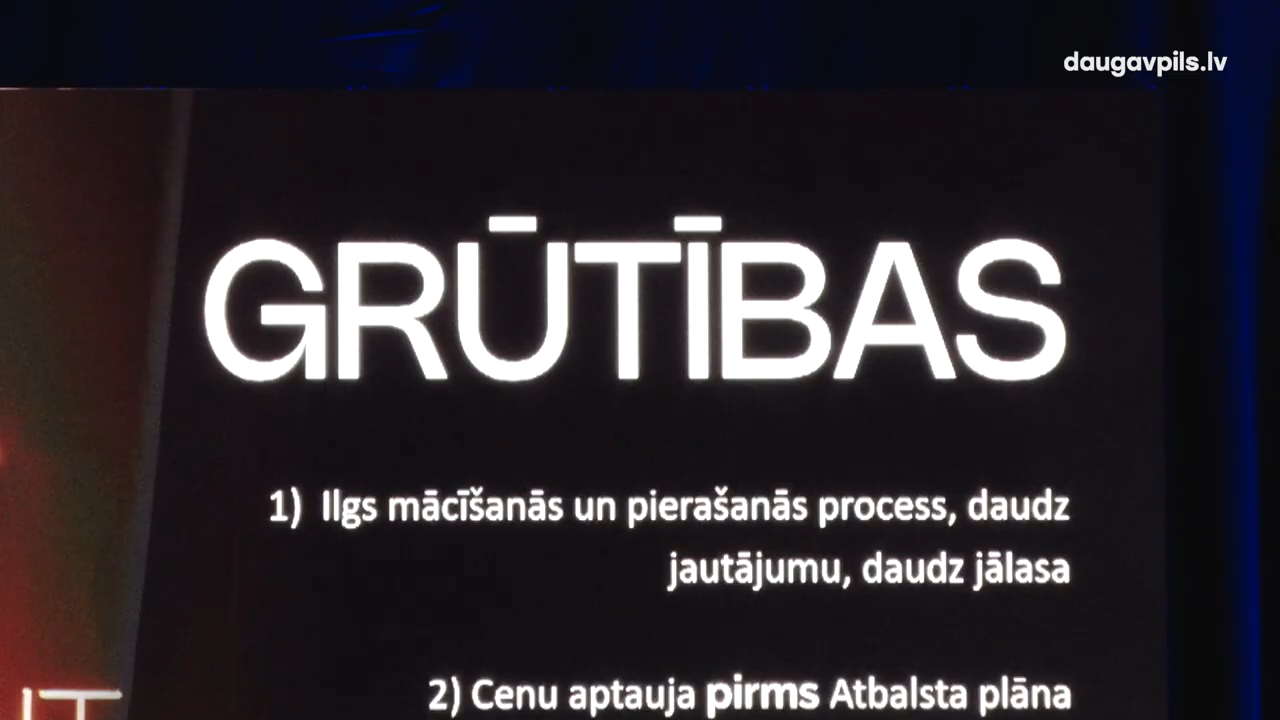 daugavpils.lv
GRŪTĪBAS
1) Ilgs mācīšanās un pierašanās process, daudz
jautājumu, daudz jālasa
2) Cenu aptauja pirms Atbalsta plāna
IT